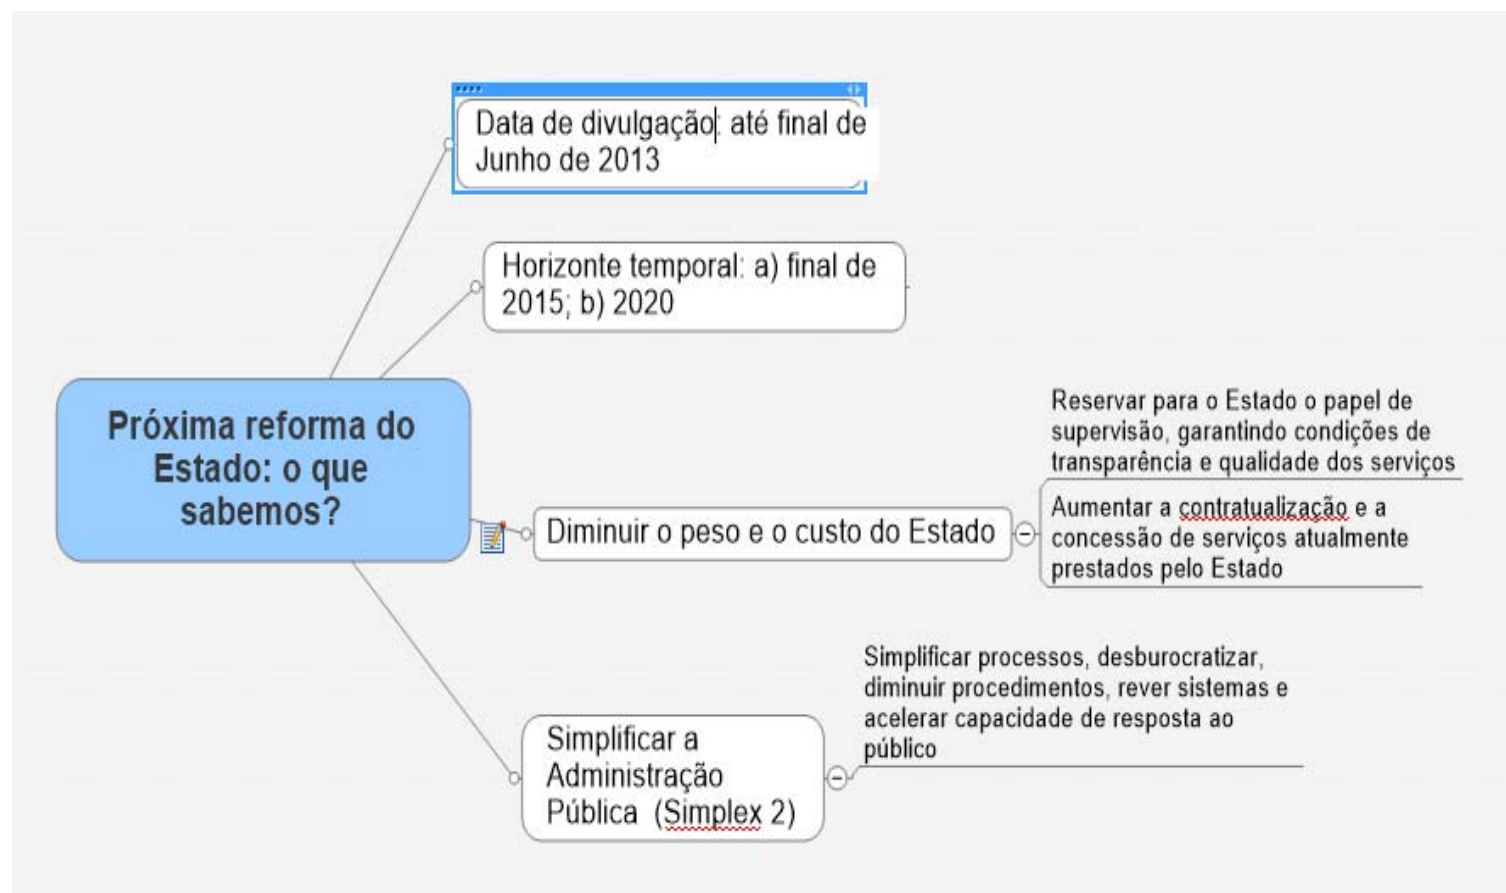 Data de divulgação: até final de
Junho de 2013
Horizonte temporal: a) final de
2015; b) 2020
Próxima reforma do
Estado: o que
sabemos?
Diminuir o peso e o custo do Estado
Reservar para o Estado o papel de
supervisão, garantindo condições de
transparência e qualidade dos serviços
Aumentar a contratualização e a
concessão de serviços atualmente
prestados pelo Estado
Simplificar a
Administração
Pública (Simplex 2)
Simplificar processos, desburocratizar,
diminuir procedimentos, rever sistemas e
acelerar capacidade de resposta ao
público